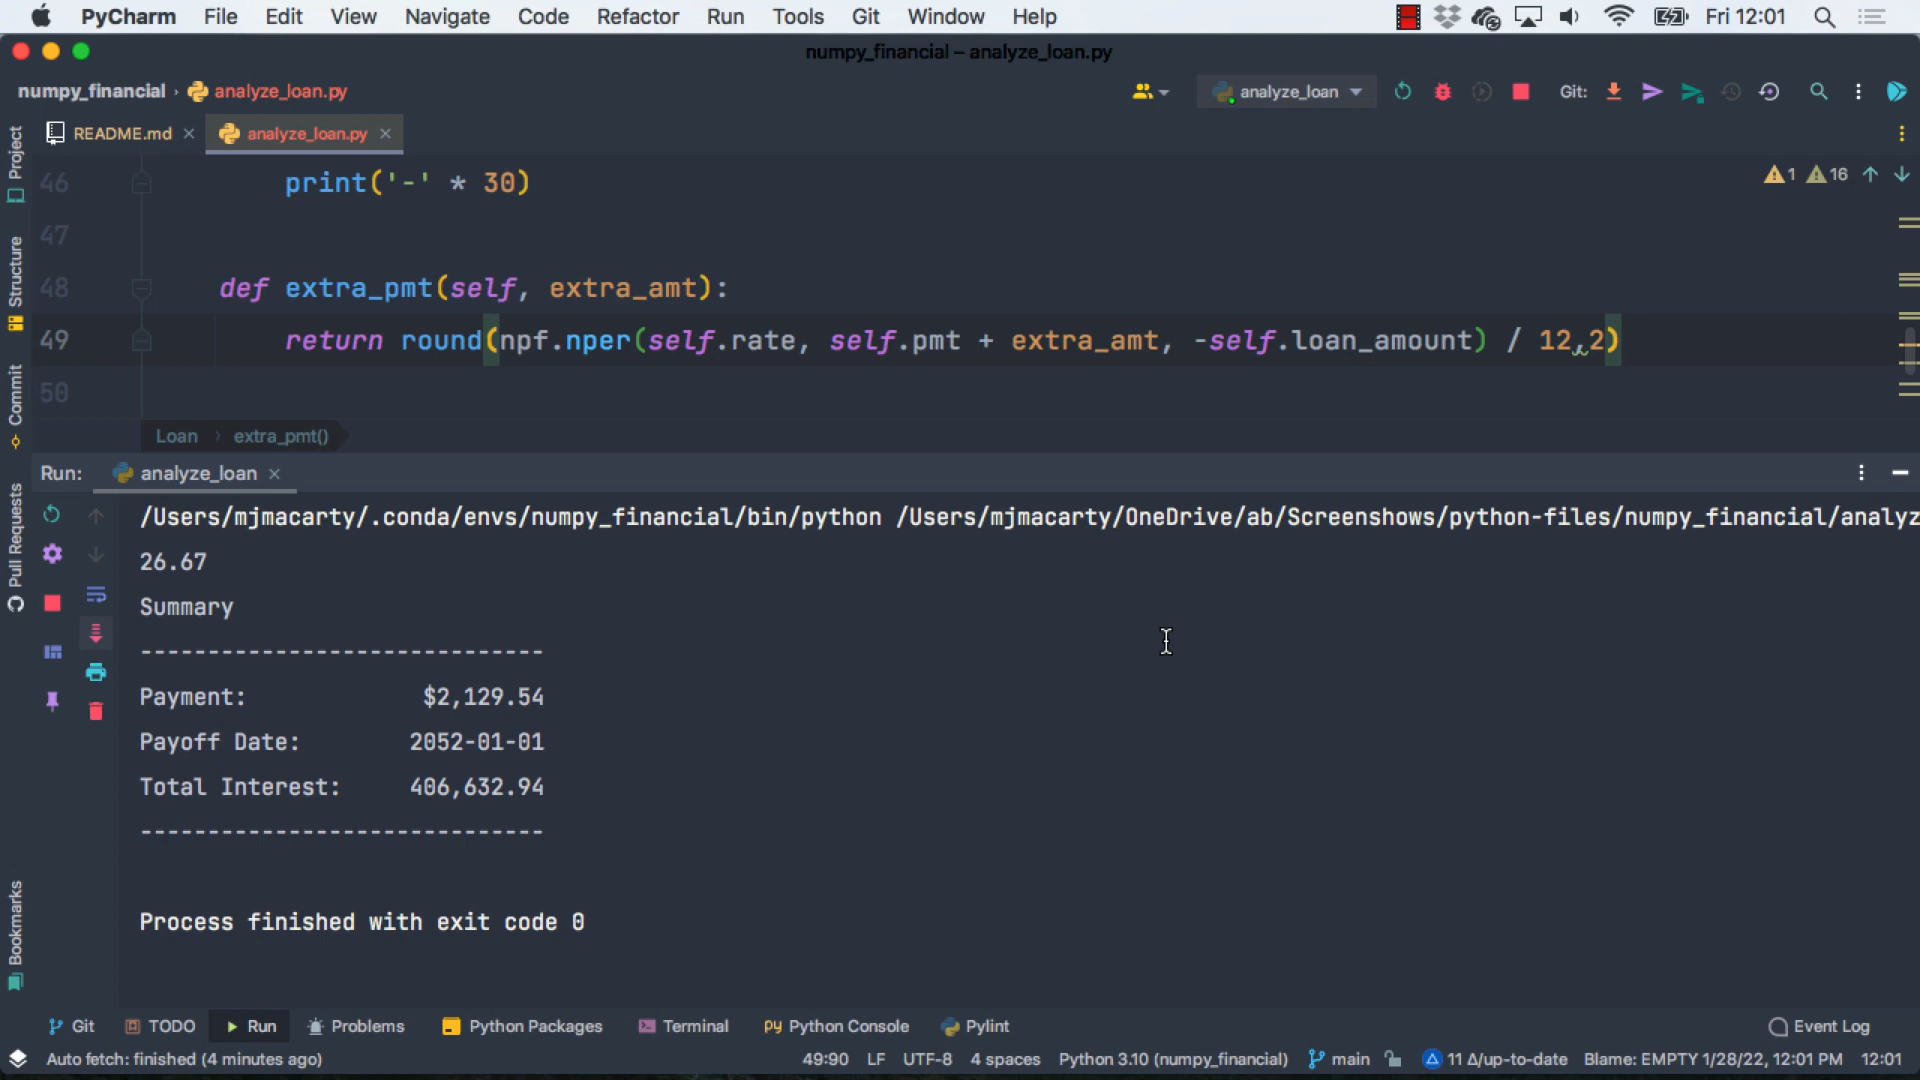 PyCharm File Edit View Navigate Code Refactor Run Tools Git Window Help Fri 12:01
numpy_financial – analyze_loan.py
numpy_financial › analyze_loan.py analyze_loan Git:
README.md analyze_loan.py
Project
Structure
Commit
Pull Requests
Bookmarks
1 16
46 print('-' * 30)
47
48 def extra_pmt(self, extra_amt):
49 return round(npf.nper(self.rate, self.pmt + extra_amt, -self.loan_amount) / 12,2)
50
Loan › extra_pmt()
Run: analyze_loan
/Users/mjmacarty/.conda/envs/numpy_financial/bin/python /Users/mjmacarty/OneDrive/ab/Screenshows/python-files/numpy_financial/analyz
26.67
Summary
------------------------------
Payment: $2,129.54
Payoff Date: 2052-01-01
Total Interest: 406,632.94
------------------------------
Process finished with exit code 0
Git TODO Run Problems Python Packages Terminal Python Console Pylint Event Log
Auto fetch: finished (4 minutes ago) 49:90 LF UTF-8 4 spaces Python 3.10 (numpy_financial) main 11 Δ/up-to-date Blame: EMPTY 1/28/22, 12:01 PM 12:01